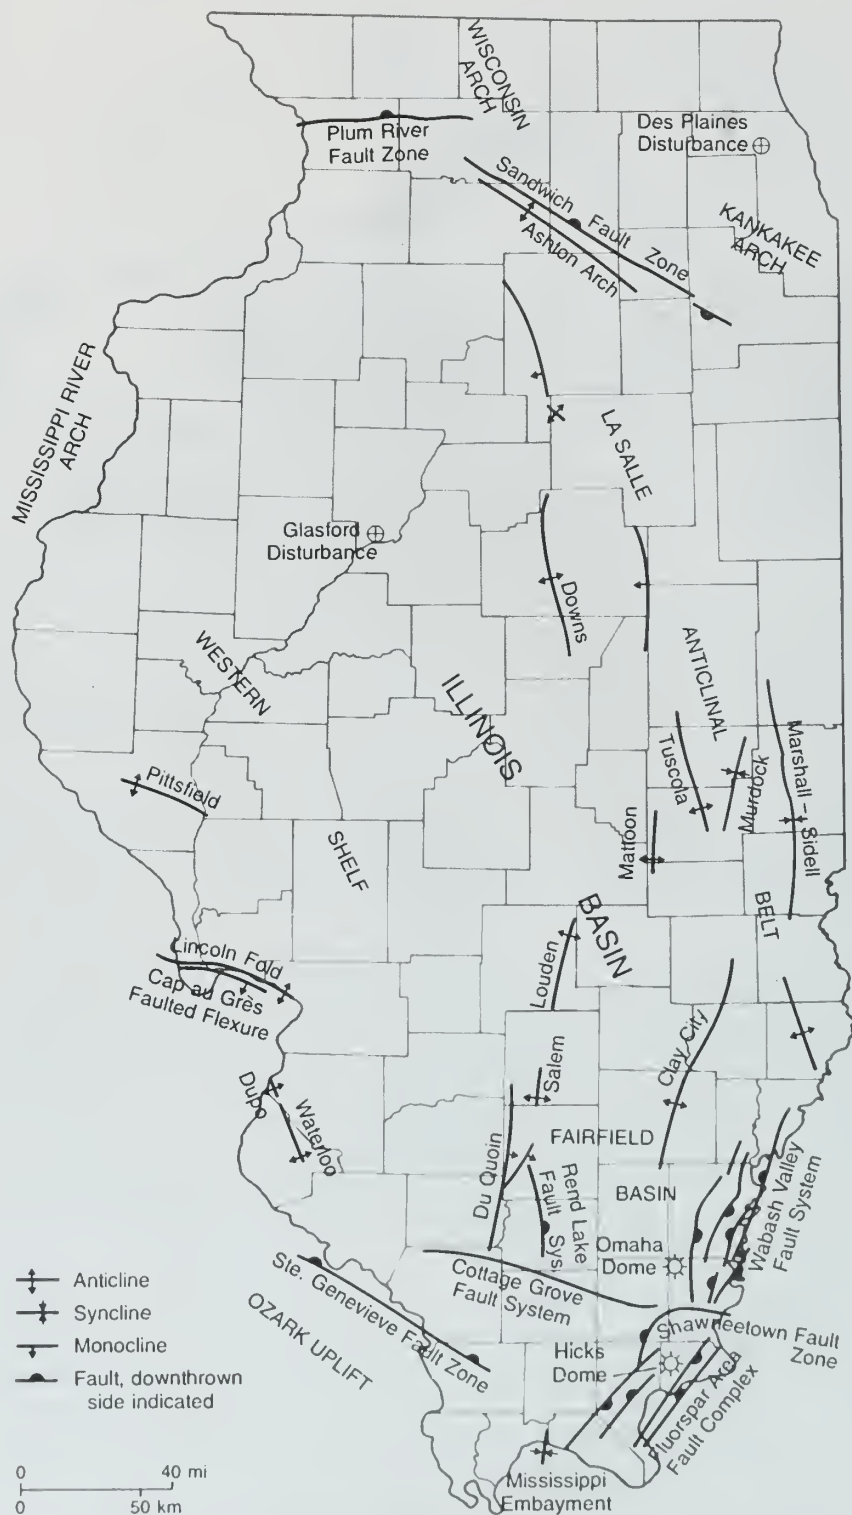 WISCONSIN
ARCH
Plum River
Fault Zone
Des Plaines
Disturbance
Sandwich Fault Zone
Ashton Arch
KANKAKEE
ARCH
MISSISSIPPI RIVER
ARCH
LA SALLE
Glasford
Disturbance
Downs
ANTICLINAL
WESTERN
ILLINOIS
Pittsfield
Tuscola
Murdock
Marshall – Sidell
Mattoon
SHELF
BELT
BASIN
Lincoln Fold
Cap au Grès
Faulted Flexure
Louden
Clay City
Dupo
Waterloo
Salem
FAIRFIELD
Du Quoin
Rend Lake
Fault Sys
BASIN
Wabash Valley
Fault System
Omaha
Dome
Cottage Grove
Fault System
Ste. Genevieve Fault Zone
OZARK UPLIFT
Shawneetown Fault
Zone
Hicks
Dome
Fluorspar Area
Fault Complex
Mississippi
Embayment
Anticline
Syncline
Monocline
Fault, downthrown
side indicated
0 40 mi
0 50 km